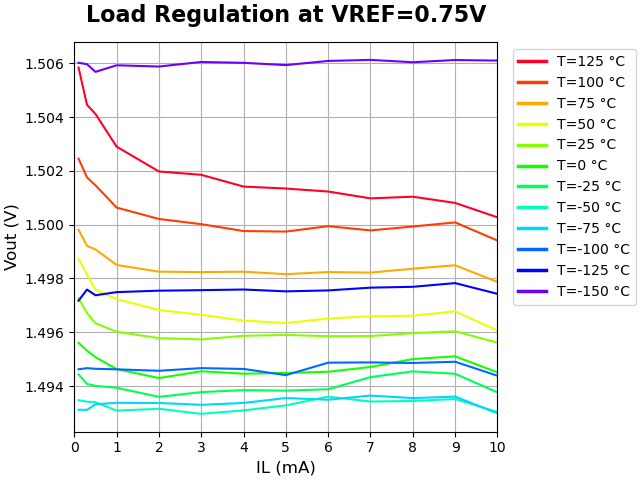 Load Regulation at VREF=0.75V
Vout (V)
1.506
1.504
1.502
1.500
1.498
1.496
1.494
0 1 2 3 4 5 6 7 8 9 10
IL (mA)
T=125 °C
T=100 °C
T=75 °C
T=50 °C
T=25 °C
T=0 °C
T=-25 °C
T=-50 °C
T=-75 °C
T=-100 °C
T=-125 °C
T=-150 °C